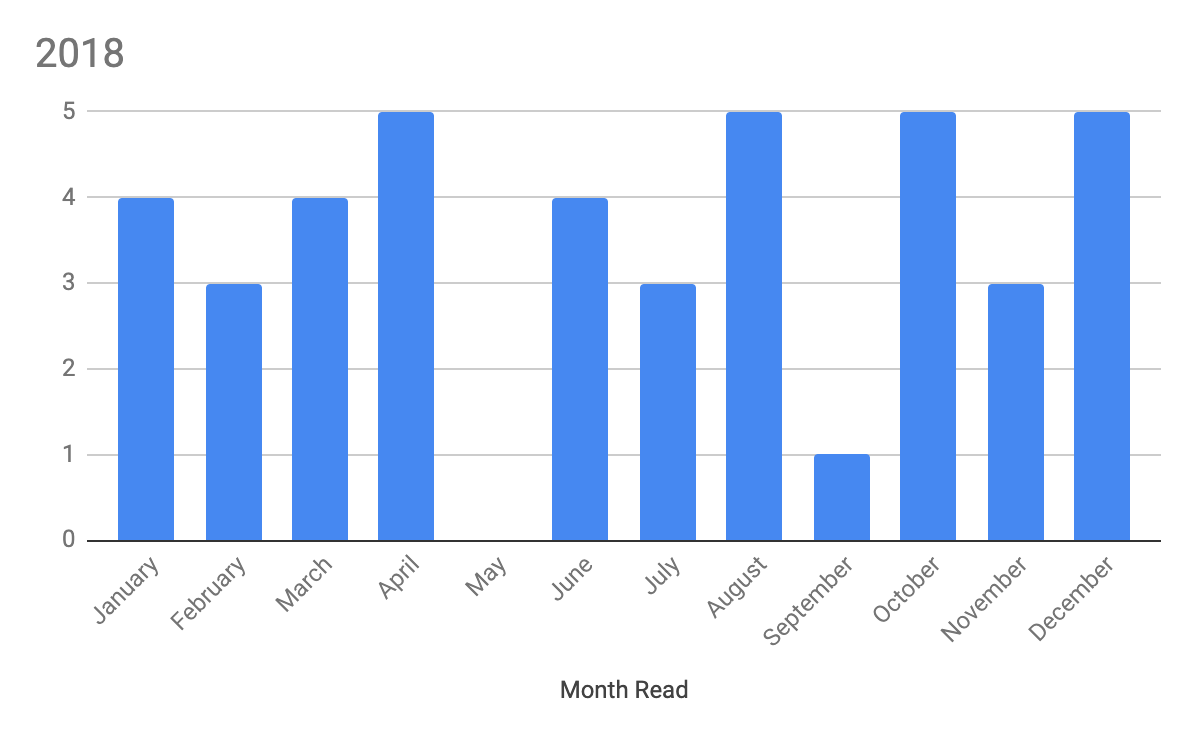 2018
5
4
3
2
1
0
January
February
March
April
May
June
July
August
September
October
November
December
Month Read